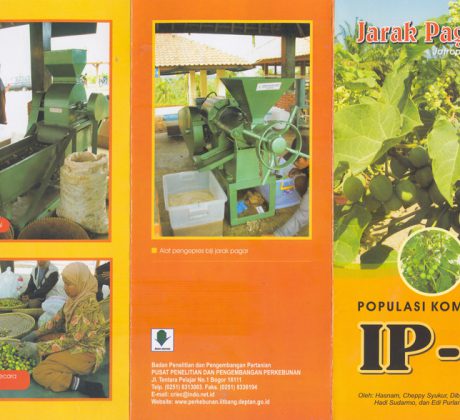 ecara
Alat pengepres biji jarak pagar
Badan Penelitian dan Pengembangan Pertanian
PUSAT PENELITIAN DAN PENGEMBANGAN PERKEBUNAN
Jl. Tentara Pelajar No.1 Bogor 16111
Telp. (0251) 8313083. Faks. (0251) 8336194
E-mail: criec@indo.net.id
Website: www.perkebunan.litbang.deptan.go.id
Jarak Pag
POPULASI KOM
IP-
Oleh: Hasnam, Cheppy Syukur, Dib
Hadi Sudarmo, dan Edi Purlan